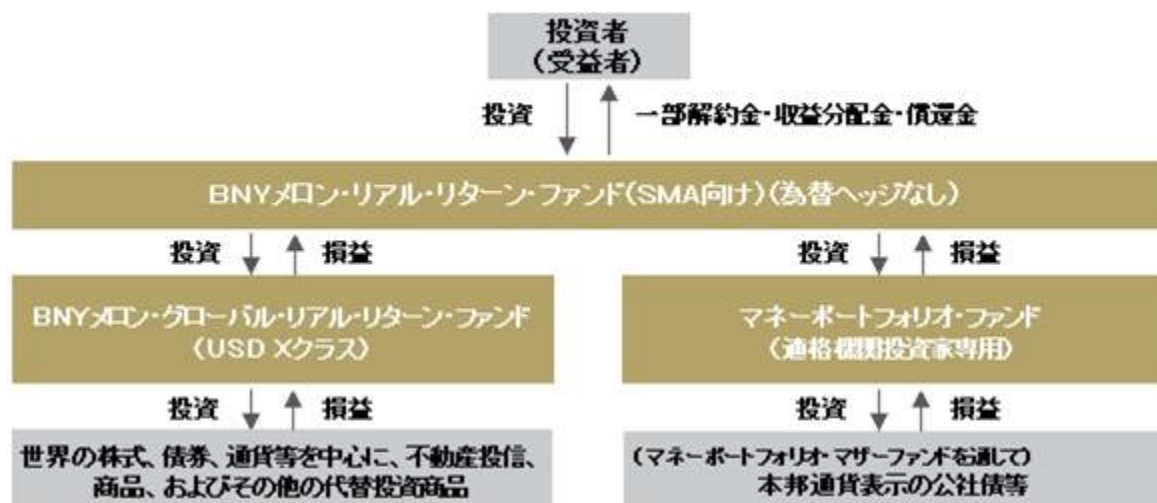 投資者
(受益者)
投資
一部解約金・収益分配金・償還金
BNYメロン・リアル・リターン・ファンド(SMA向け)(為替ヘッジなし)
投資
損益
投資
損益
BNYメロン・グローバル・リアル・リターン・ファンド
(USD Xクラス)
マネーポートフォリオ・ファンド
(適格機関投資家専用)
投資
損益
投資
損益
世界の株式、債券、通貨等を中心に、不動産投信、
商品、およびその他の代替投資商品
(マネーポートフォリオ・マザーファンドを通して)
本邦通貨表示の公社債等